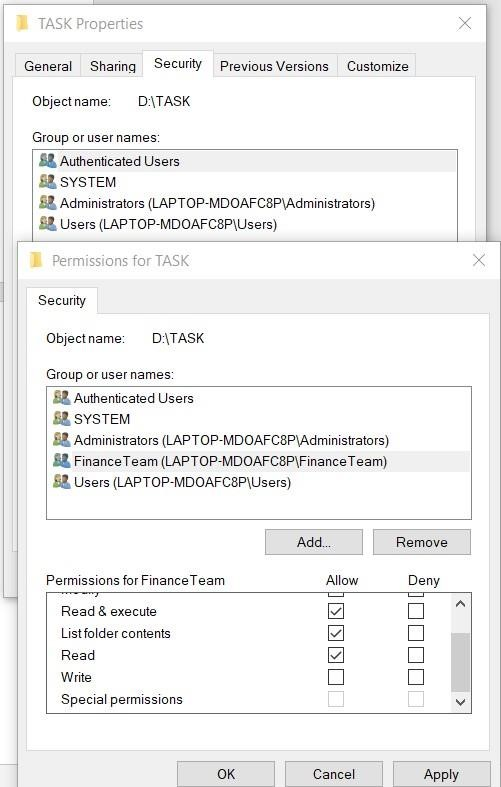 TASK Properties
General Sharing Security Previous Versions Customize
Object name: D:\TASK
Group or user names:
Authenticated Users
SYSTEM
Administrators (LAPTOP-MDOAFC8P\Administrators)
Users (LAPTOP-MDOAFC8P\Users)
Permissions for TASK
Security
Object name: D:\TASK
Group or user names:
Authenticated Users
SYSTEM
Administrators (LAPTOP-MDOAFC8P\Administrators)
FinanceTeam (LAPTOP-MDOAFC8P\FinanceTeam)
Users (LAPTOP-MDOAFC8P\Users)
Add... Remove
Permissions for FinanceTeam Allow Deny
Read & execute
List folder contents
Read
Write
Special permissions
OK Cancel Apply